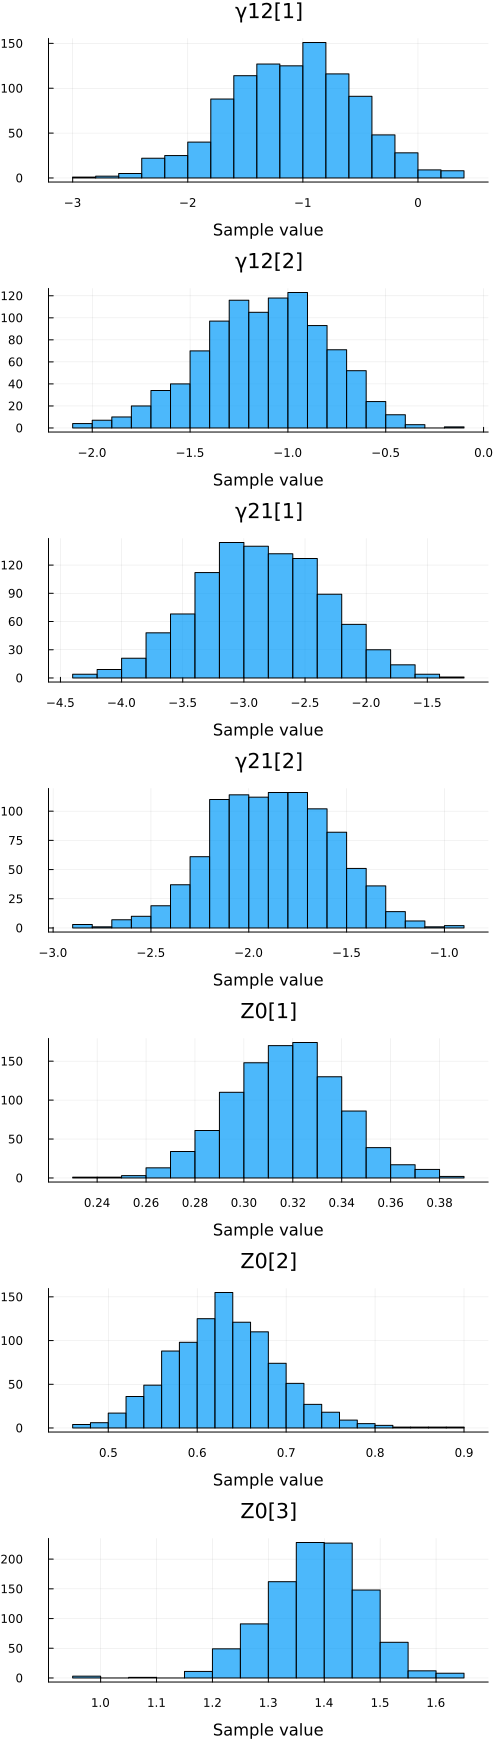 γ12[1]
150
100
50
0
−3 −2 −1 0
Sample value
γ12[2]
120
100
80
60
40
20
0
−2.0 −1.5 −1.0 −0.5 0.0
Sample value
γ21[1]
120
90
60
30
0
−4.5 −4.0 −3.5 −3.0 −2.5 −2.0 −1.5
Sample value
γ21[2]
100
75
50
25
0
−3.0 −2.5 −2.0 −1.5 −1.0
Sample value
Z0[1]
150
100
50
0
0.24 0.26 0.28 0.30 0.32 0.34 0.36 0.38
Sample value
Z0[2]
150
100
50
0
0.5 0.6 0.7 0.8 0.9
Sample value
Z0[3]
200
150
100
50
0
1.0 1.1 1.2 1.3 1.4 1.5 1.6
Sample value